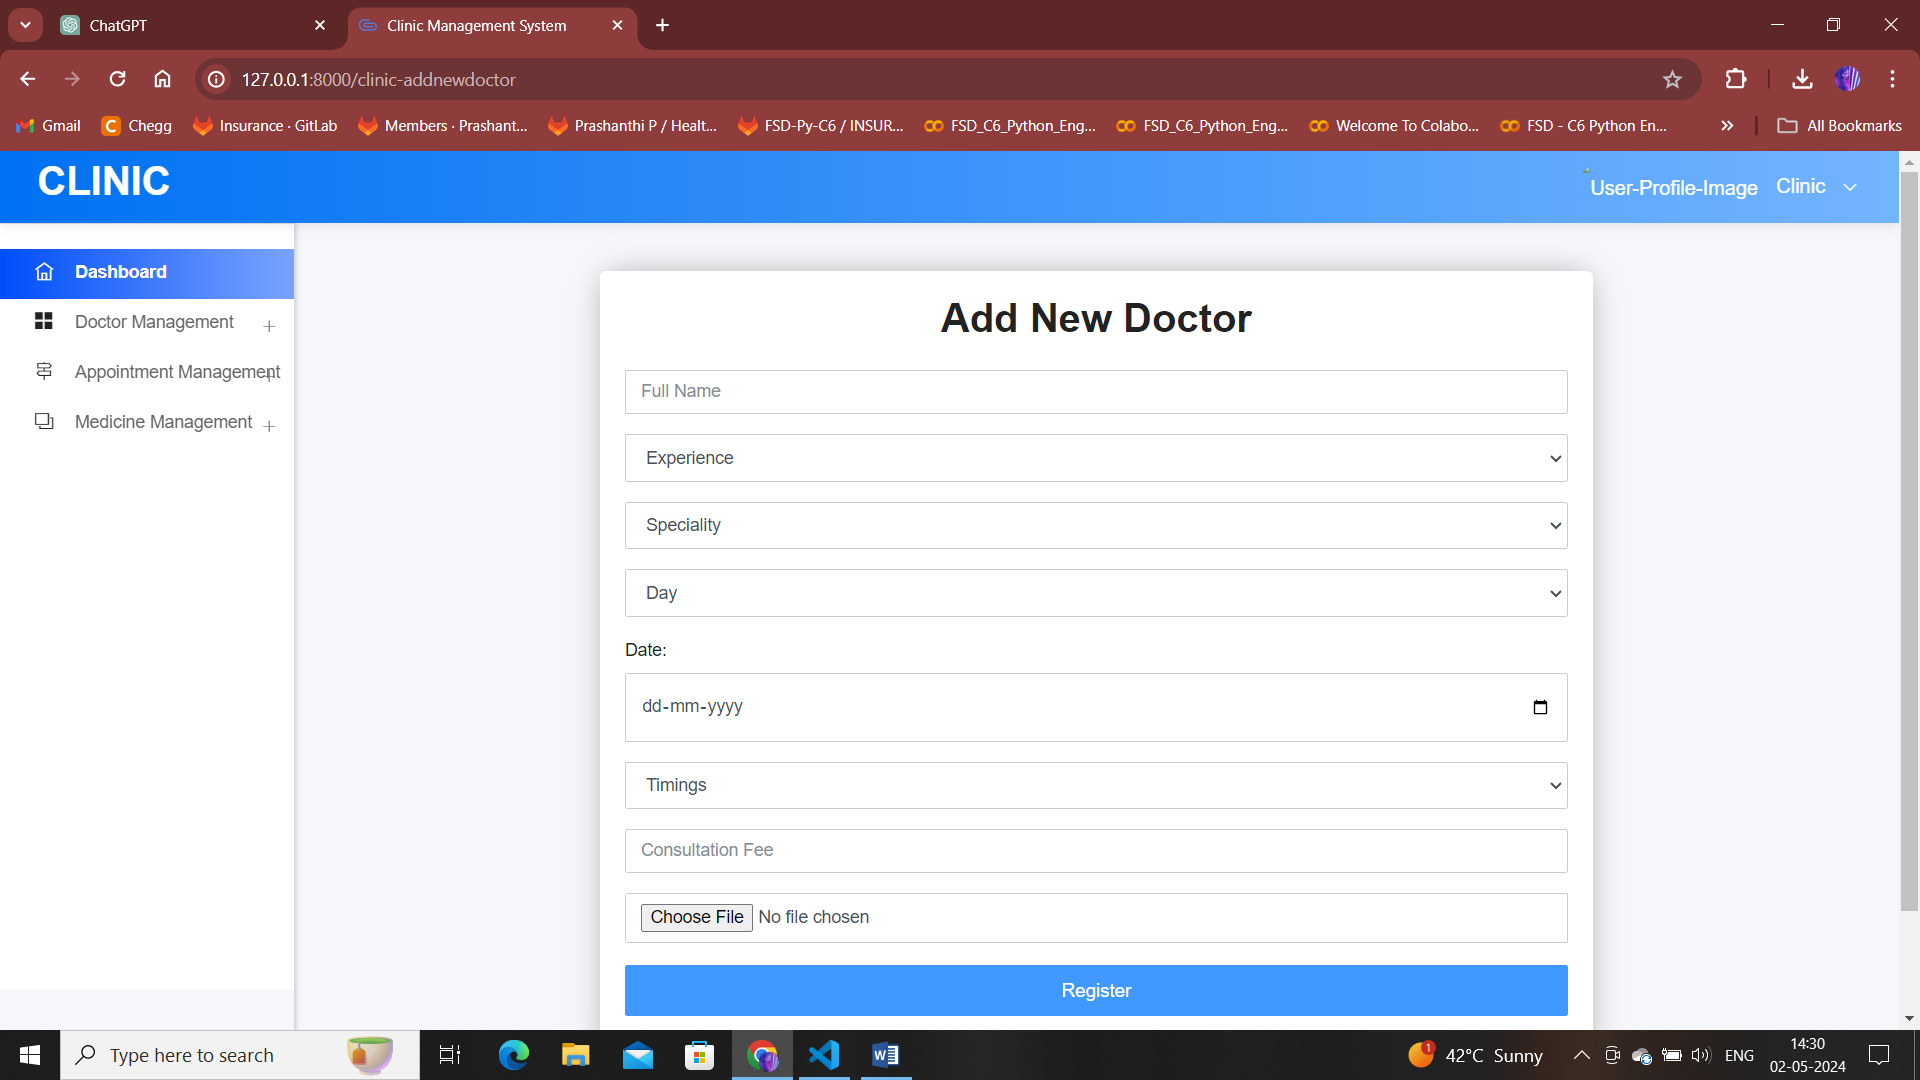 ChatGPT
Clinic Management System
127.0.0.1:8000/clinic-addnewdoctor
Gmail
Chegg
Insurance · GitLab
Members · Prashant...
Prashanthi P / Healt...
FSD-Py-C6 / INSUR...
FSD_C6_Python_Eng...
FSD_C6_Python_Eng...
Welcome To Colabo...
FSD - C6 Python En...
All Bookmarks
CLINIC
User-Profile-Image
Clinic
Dashboard
Doctor Management
Appointment Management
Medicine Management
Add New Doctor
Full Name
Experience
Speciality
Day
Date:
dd-mm-yyyy
Timings
Consultation Fee
Choose File No file chosen
Register
Type here to search
1
42°C Sunny
ENG
14:30
02-05-2024